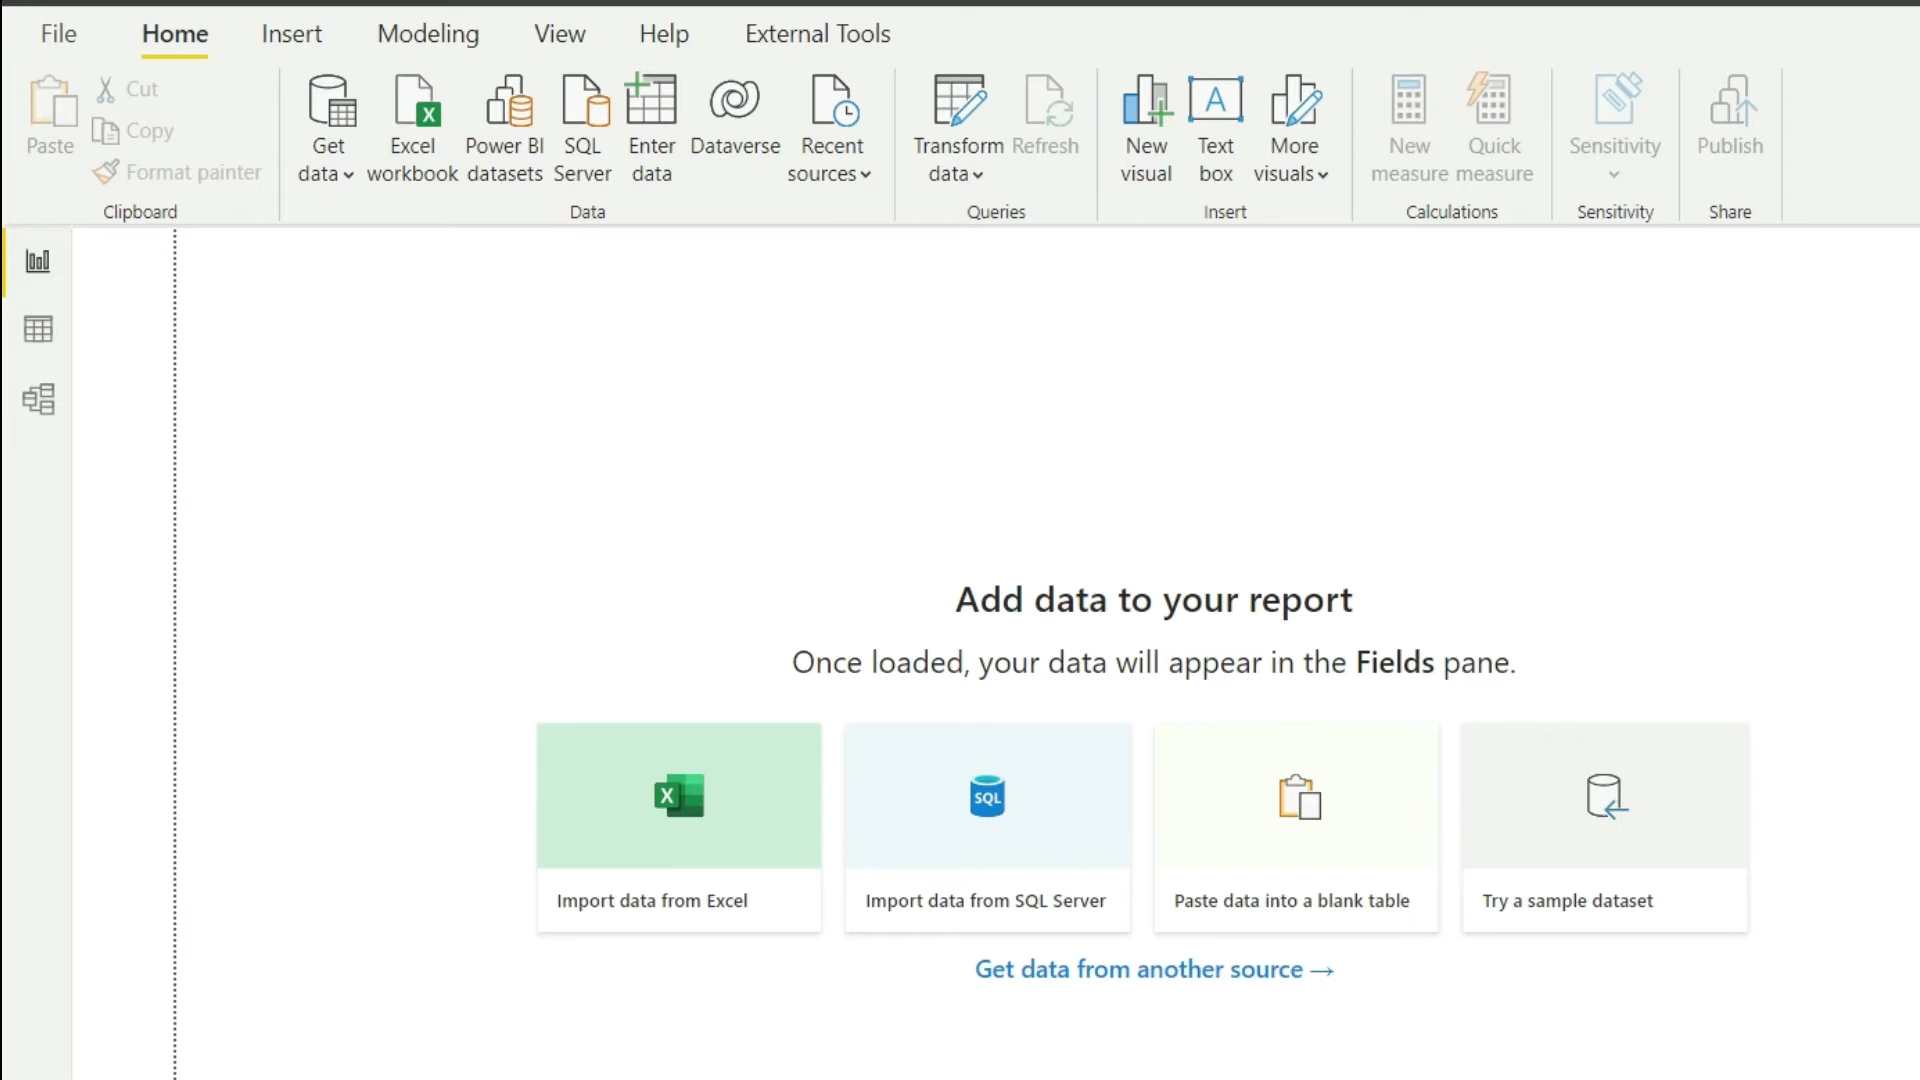 File Home Insert Modeling View Help External Tools
Paste
Cut
Copy
Format painter
Clipboard
Get data
Excel workbook
X
Power BI datasets
SQL Server
Enter data
Dataverse
Recent sources
Data
Transform data
Refresh
Queries
New visual
A
Text box
More visuals
Insert
New measure
Quick measure
Calculations
Sensitivity
Sensitivity
Publish
Share
Add data to your report
Once loaded, your data will appear in the Fields pane.
X
SQL
Import data from Excel
Import data from SQL Server
Paste data into a blank table
Try a sample dataset
Get data from another source →